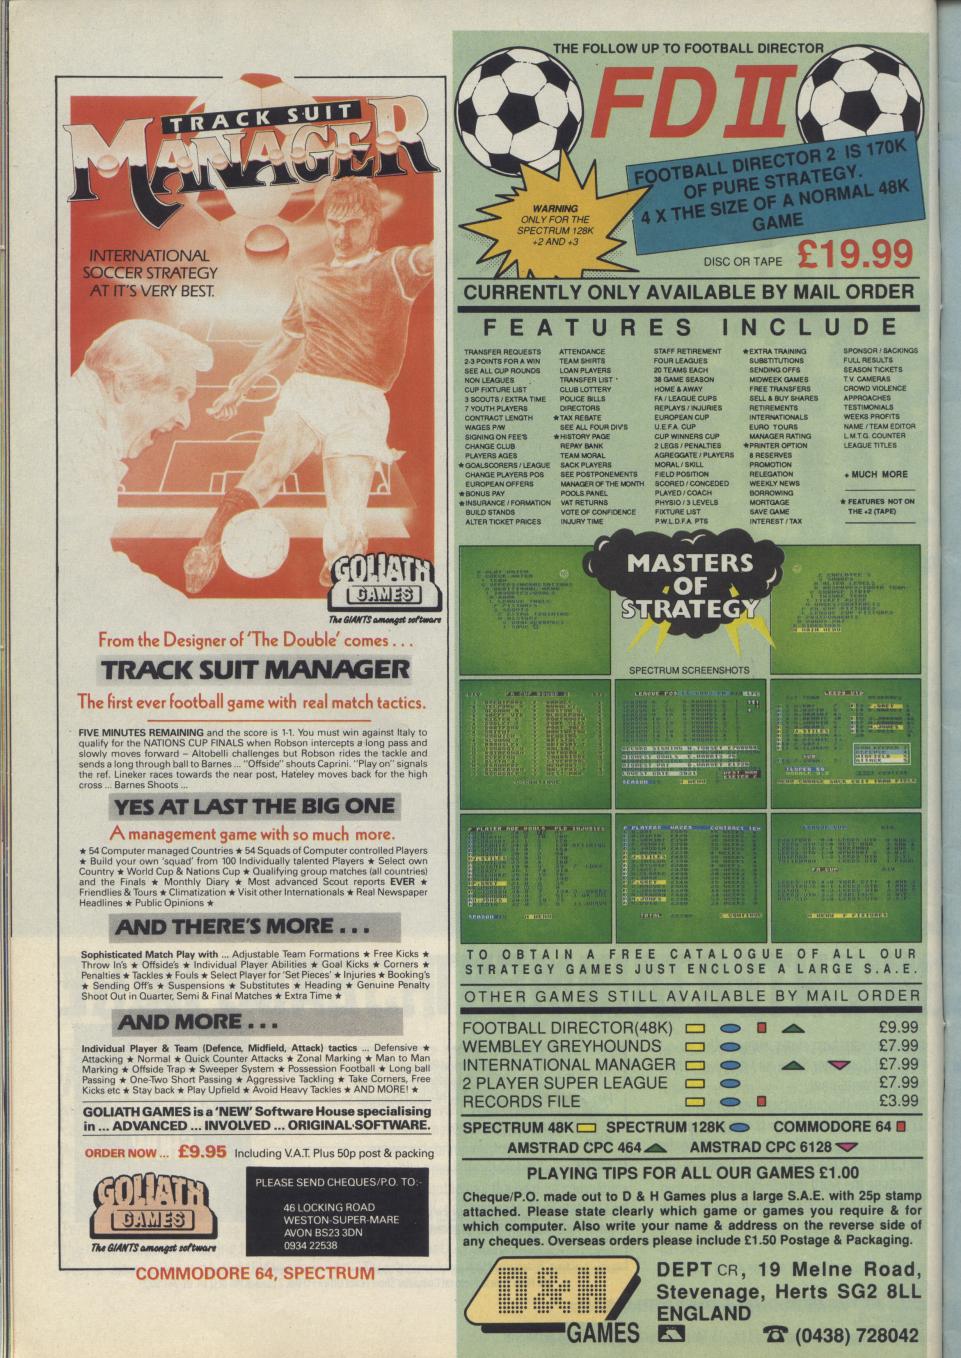 TRACK SUIT
MANAGER
INTERNATIONAL
SOCCER STRATEGY
AT IT'S VERY BEST.
GOLIATH
GAMES
The GIANTS amongst software
From the Designer of 'The Double' comes . . .
TRACK SUIT MANAGER
The first ever football game with real match tactics.
FIVE MINUTES REMAINING and the score is 1-1. You must win against Italy to
qualify for the NATIONS CUP FINALS when Robson intercepts a long pass and
slowly moves forward – Altobelli challenges but Robson rides the tackle and
sends a long through ball to Barnes ... "Offside" shouts Caprini. "Play on" signals
the ref. Lineker races towards the near post, Hateley moves back for the high
cross ... Barnes Shoots ...
YES AT LAST THE BIG ONE
A management game with so much more.
★ 54 Computer managed Countries ★ 54 Squads of Computer controlled Players
★ Build your own 'squad' from 100 Individually talented Players ★ Select own
Country ★ World Cup & Nations Cup ★ Qualifying group matches (all countries)
and the Finals ★ Monthly Diary ★ Most advanced Scout reports EVER ★
Friendlies & Tours ★ Climatization ★ Visit other Internationals ★ Real Newspaper
Headlines ★ Public Opinions ★
AND THERE'S MORE . . .
Sophisticated Match Play with ... Adjustable Team Formations ★ Free Kicks ★
Throw In's ★ Offside's ★ Individual Player Abilities ★ Goal Kicks ★ Corners ★
Penalties ★ Tackles ★ Fouls ★ Select Player for 'Set Pieces' ★ Injuries ★ Booking's
★ Sending Off's ★ Suspensions ★ Substitutes ★ Heading ★ Genuine Penalty
Shoot Out in Quarter, Semi & Final Matches ★ Extra Time ★
AND MORE . . .
Individual Player & Team (Defence, Midfield, Attack) tactics ... Defensive ★
Attacking ★ Normal ★ Quick Counter Attacks ★ Zonal Marking ★ Man to Man
Marking ★ Offside Trap ★ Sweeper System ★ Possession Football ★ Long ball
Passing ★ One-Two Short Passing ★ Aggressive Tackling ★ Take Corners, Free
Kicks etc ★ Stay back ★ Play Upfield ★ Avoid Heavy Tackles ★ AND MORE! ★
GOLIATH GAMES is a 'NEW' Software House specialising
in ... ADVANCED ... INVOLVED ... ORIGINAL SOFTWARE.
ORDER NOW ... £9.95 Including V.A.T. Plus 50p post & packing
GOLIATH
GAMES
The GIANTS amongst software
PLEASE SEND CHEQUES/P.O. TO:-
46 LOCKING ROAD
WESTON-SUPER-MARE
AVON BS23 3DN
0934 22538
COMMODORE 64, SPECTRUM
THE FOLLOW UP TO FOOTBALL DIRECTOR
FD II
FOOTBALL DIRECTOR 2 IS 170K
OF PURE STRATEGY.
4 X THE SIZE OF A NORMAL 48K
GAME
WARNING
ONLY FOR THE
SPECTRUM 128K
+2 AND +3
DISC OR TAPE £19.99
CURRENTLY ONLY AVAILABLE BY MAIL ORDER
FEATURES INCLUDE
TRANSFER REQUESTS
2-3 POINTS FOR A WIN
SEE ALL CUP ROUNDS
NON LEAGUES
CUP FIXTURE LIST
3 SCOUTS / EXTRA TIME
7 YOUTH PLAYERS
CONTRACT LENGTH
WAGES P/W
SIGNING ON FEE'S
CHANGE CLUB
PLAYERS AGES
★GOALSCORERS / LEAGUE
CHANGE PLAYERS POS
EUROPEAN OFFERS
★BONUS PAY
★INSURANCE / FORMATION
BUILD STANDS
ALTER TICKET PRICES
ATTENDANCE
TEAM SHIRTS
LOAN PLAYERS
TRANSFER LIST
CLUB LOTTERY
POLICE BILLS
DIRECTORS
★TAX REBATE
SEE ALL FOUR DIV'S
★HISTORY PAGE
REPAY BANK
TEAM MORAL
SACK PLAYERS
SEE POSTPONEMENTS
MANAGER OF THE MONTH
POOLS PANEL
VAT RETURNS
VOTE OF CONFIDENCE
INJURY TIME
STAFF RETIREMENT
FOUR LEAGUES
20 TEAMS EACH
38 GAME SEASON
HOME & AWAY
FA / LEAGUE CUPS
REPLAYS / INJURIES
EUROPEAN CUP
U.E.F.A. CUP
CUP WINNERS CUP
2 LEGS / PENALTIES
AGREGGATE / PLAYERS
MORAL / SKILL
FIELD POSITION
SCORED / CONCEDED
PLAYED / COACH
PHYSIO / 3 LEVELS
FIXTURE LIST
P.W.L.D.F.A. PTS
★EXTRA TRAINING
SUBSTITUTIONS
SENDING OFFS
MIDWEEK GAMES
FREE TRANSFERS
SELL & BUY SHARES
RETIREMENTS
INTERNATIONALS
EURO TOURS
MANAGER RATING
★PRINTER OPTION
8 RESERVES
PROMOTION
RELEGATION
WEEKLY NEWS
BORROWING
MORTGAGE
SAVE GAME
INTEREST / TAX
SPONSOR / SACKINGS
FULL RESULTS
SEASON TICKETS
T.V. CAMERAS
CROWD VIOLENCE
APPROACHES
TESTIMONIALS
WEEKS PROFITS
NAME / TEAM EDITOR
L.M.T.G. COUNTER
LEAGUE TITLES
+ MUCH MORE
★ FEATURES NOT ON
THE +2 (TAPE)
MASTERS
OF
STRATEGY
SPECTRUM SCREENSHOTS
TO OBTAIN A FREE CATALOGUE OF ALL OUR
STRATEGY GAMES JUST ENCLOSE A LARGE S.A.E.
OTHER GAMES STILL AVAILABLE BY MAIL ORDER
FOOTBALL DIRECTOR(48K) £9.99
WEMBLEY GREYHOUNDS £7.99
INTERNATIONAL MANAGER £7.99
2 PLAYER SUPER LEAGUE £7.99
RECORDS FILE £3.99
SPECTRUM 48K SPECTRUM 128K COMMODORE 64
AMSTRAD CPC 464 AMSTRAD CPC 6128
PLAYING TIPS FOR ALL OUR GAMES £1.00
Cheque/P.O. made out to D & H Games plus a large S.A.E. with 25p stamp
attached. Please state clearly which game or games you require & for
which computer. Also write your name & address on the reverse side of
any cheques. Overseas orders please include £1.50 Postage & Packaging.
D&H
GAMES
DEPT CR, 19 Melne Road,
Stevenage, Herts SG2 8LL
ENGLAND
☎ (0438) 728042